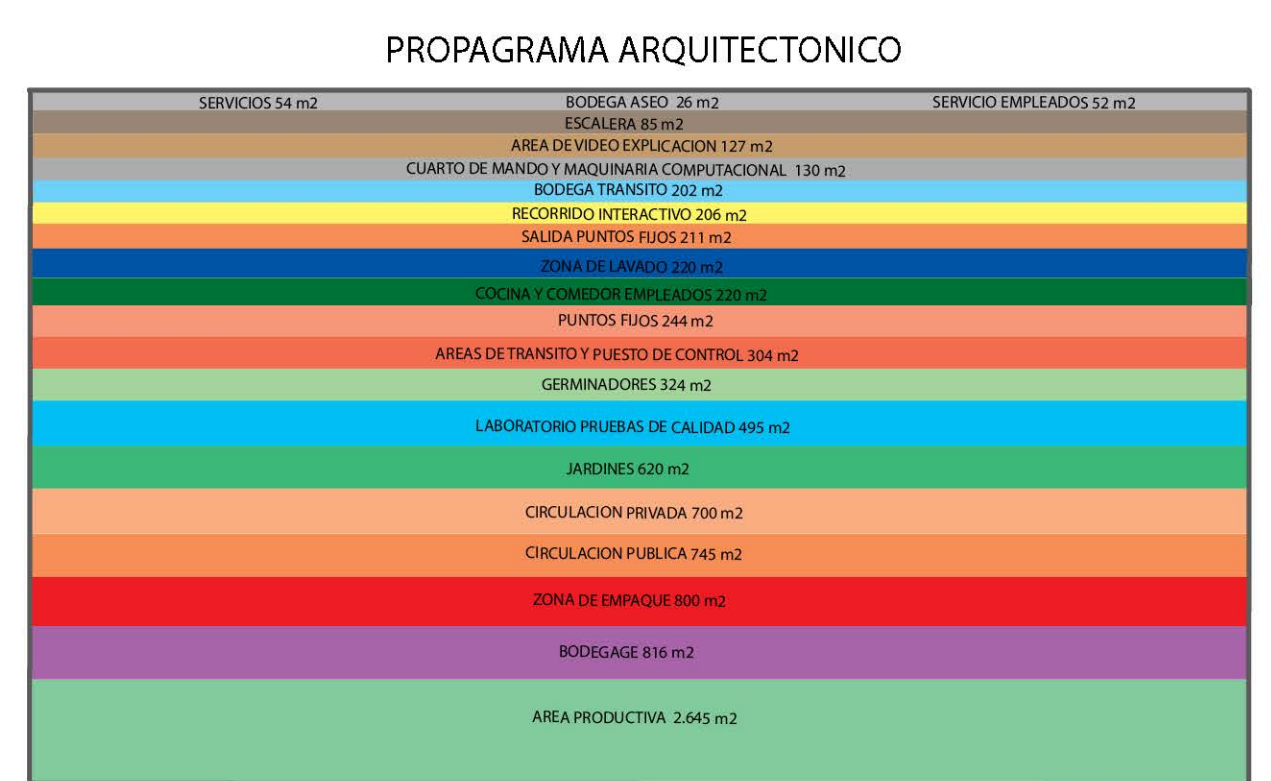 PROPAGRAMA ARQUITECTONICO
SERVICIOS 54 m2 BODEGA ASEO 26 m2 SERVICIO EMPLEADOS 52 m2
ESCALERA 85 m2
AREA DE VIDEO EXPLICACION 127 m2
CUARTO DE MANDO Y MAQUINARIA COMPUTACIONAL 130 m2
BODEGA TRANSITO 202 m2
RECORRIDO INTERACTIVO 206 m2
SALIDA PUNTOS FIJOS 211 m2
ZONA DE LAVADO 220 m2
COCINA Y COMEDOR EMPLEADOS 220 m2
PUNTOS FIJOS 244 m2
AREAS DE TRANSITO Y PUESTO DE CONTROL 304 m2
GERMINADORES 324 m2
LABORATORIO PRUEBAS DE CALIDAD 495 m2
JARDINES 620 m2
CIRCULACION PRIVADA 700 m2
CIRCULACION PUBLICA 745 m2
ZONA DE EMPAQUE 800 m2
BODEGAGE 816 m2
AREA PRODUCTIVA 2.645 m2